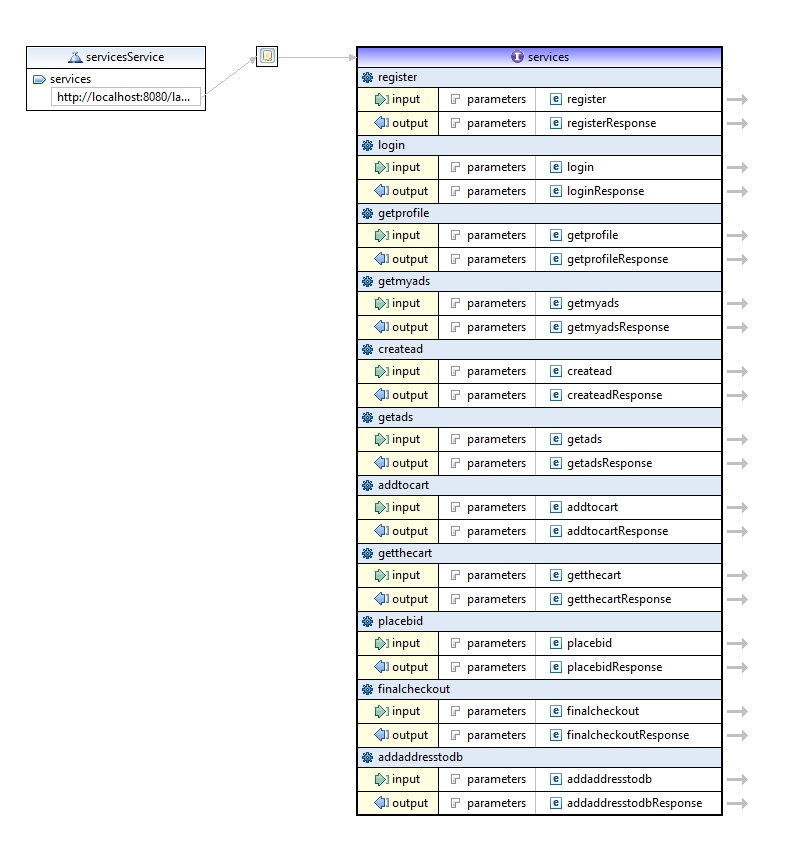 servicesService
services
http://localhost:8080/la...
services
register
input parameters register
output parameters registerResponse
login
input parameters login
output parameters loginResponse
getprofile
input parameters getprofile
output parameters getprofileResponse
getmyads
input parameters getmyads
output parameters getmyadsResponse
createad
input parameters createad
output parameters createadResponse
getads
input parameters getads
output parameters getadsResponse
addtocart
input parameters addtocart
output parameters addtocartResponse
getthecart
input parameters getthecart
output parameters getthecartResponse
placebid
input parameters placebid
output parameters placebidResponse
finalcheckout
input parameters finalcheckout
output parameters finalcheckoutResponse
addaddresstodb
input parameters addaddresstodb
output parameters addaddresstodbResponse